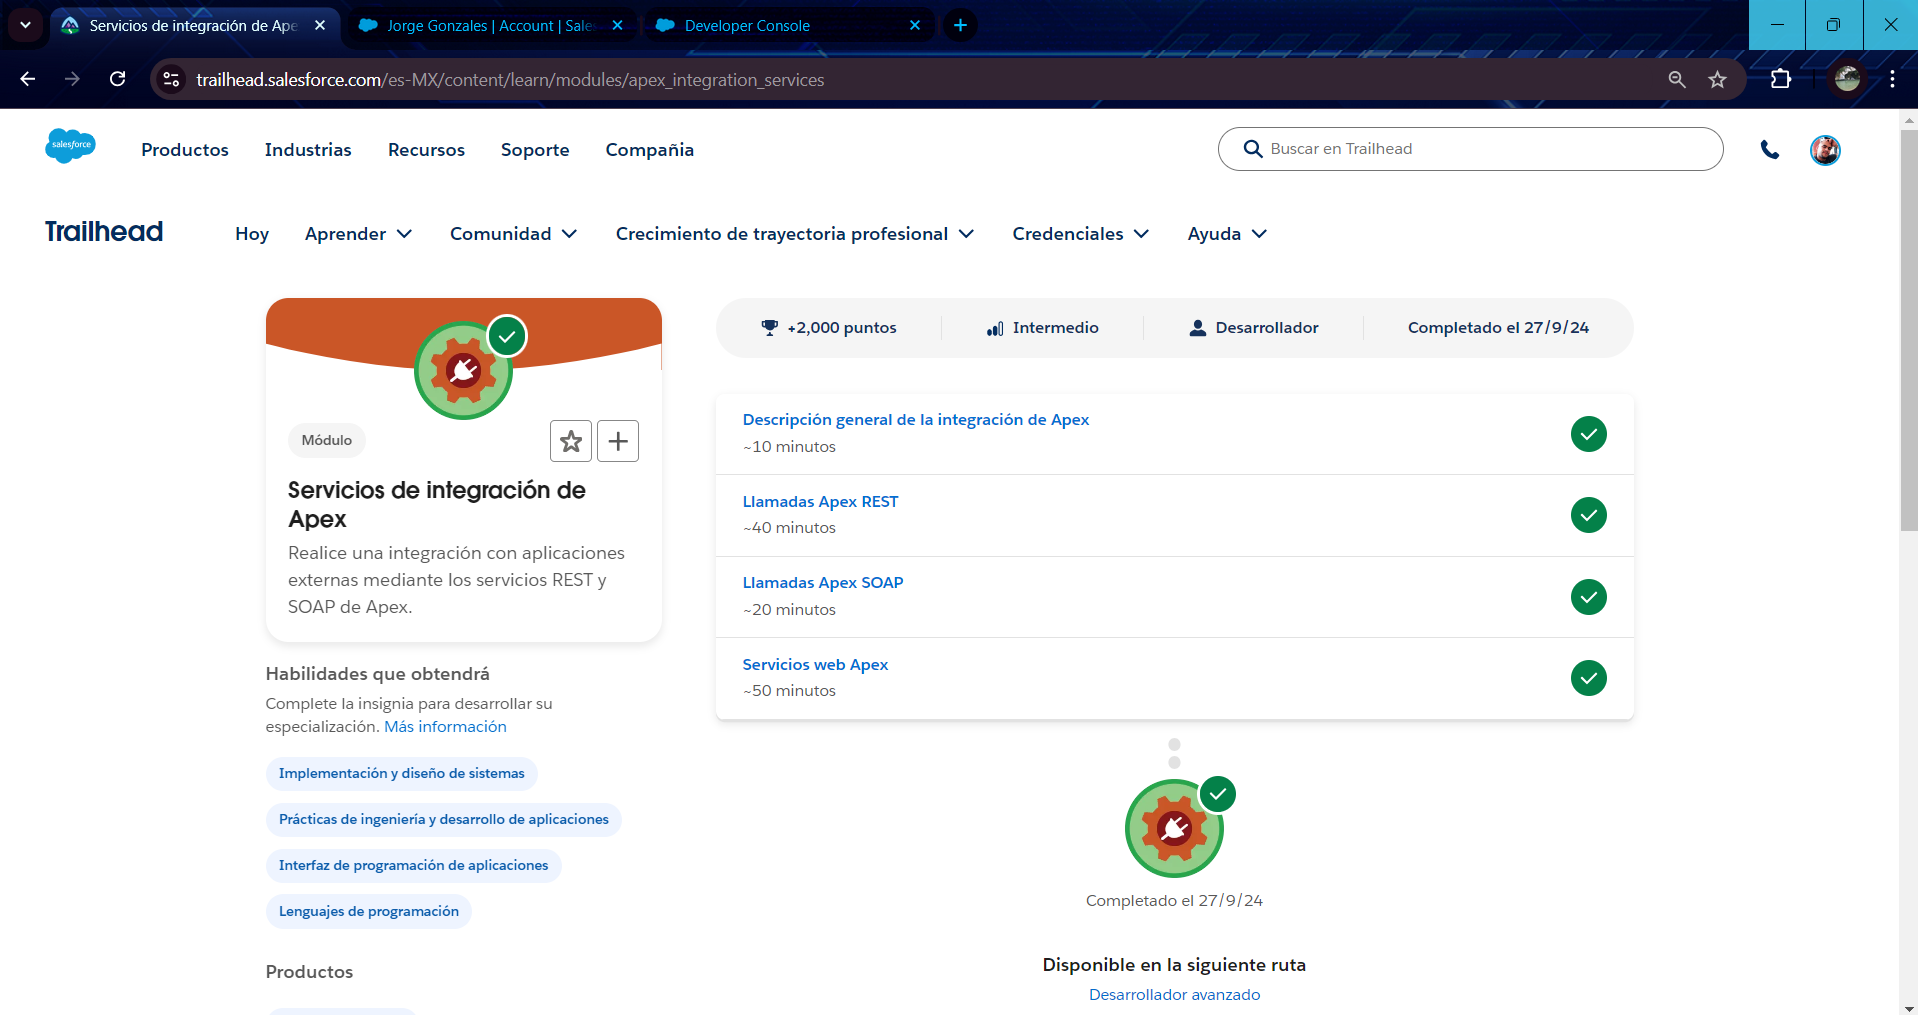 Servicios de integración de Ape
Jorge Gonzales | Account | Sales
Developer Console
trailhead.salesforce.com/es-MX/content/learn/modules/apex_integration_services
salesforce
Productos
Industrias
Recursos
Soporte
Compañia
Buscar en Trailhead
Trailhead
Hoy
Aprender
Comunidad
Crecimiento de trayectoria profesional
Credenciales
Ayuda
Módulo
Servicios de integración de
Apex
Realice una integración con aplicaciones
externas mediante los servicios REST y
SOAP de Apex.
Habilidades que obtendrá
Complete la insignia para desarrollar su
especialización. Más información
Implementación y diseño de sistemas
Prácticas de ingeniería y desarrollo de aplicaciones
Interfaz de programación de aplicaciones
Lenguajes de programación
Productos
+2,000 puntos
Intermedio
Desarrollador
Completado el 27/9/24
Descripción general de la integración de Apex
~10 minutos
Llamadas Apex REST
~40 minutos
Llamadas Apex SOAP
~20 minutos
Servicios web Apex
~50 minutos
Completado el 27/9/24
Disponible en la siguiente ruta
Desarrollador avanzado